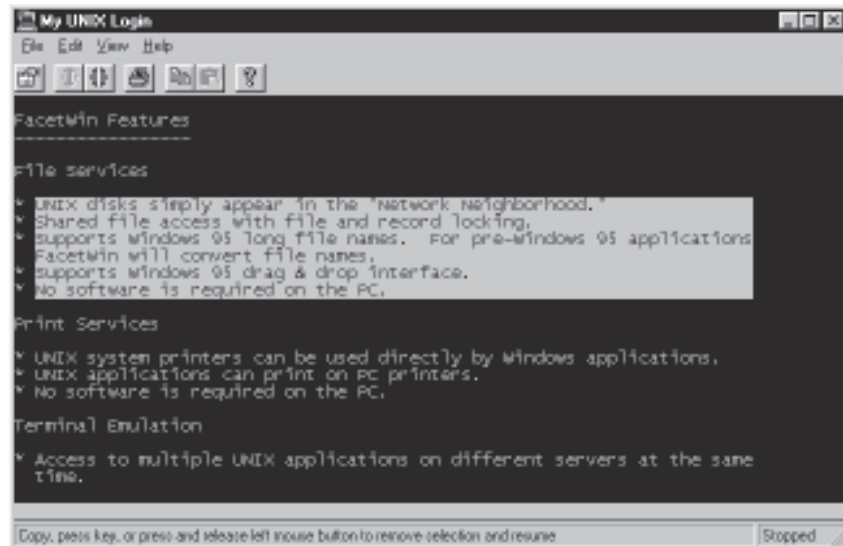 My UNIX Login
File Edit View Help
FacetWin Features
-----------------
File Services
* UNIX disks simply appear in the "Network Neighborhood."
* Shared file access with file and record locking.
* Supports Windows 95 long file names. For pre-Windows 95 applications
FacetWin will convert file names.
* Supports Windows 95 drag & drop interface.
* No software is required on the PC.
Print Services
* UNIX system printers can be used directly by Windows applications.
* UNIX applications can print on PC printers.
* No software is required on the PC.
Terminal Emulation
* Access to multiple UNIX applications on different servers at the same
time.
Copy, press key, or press and release left mouse button to remove selection and resume
Stopped